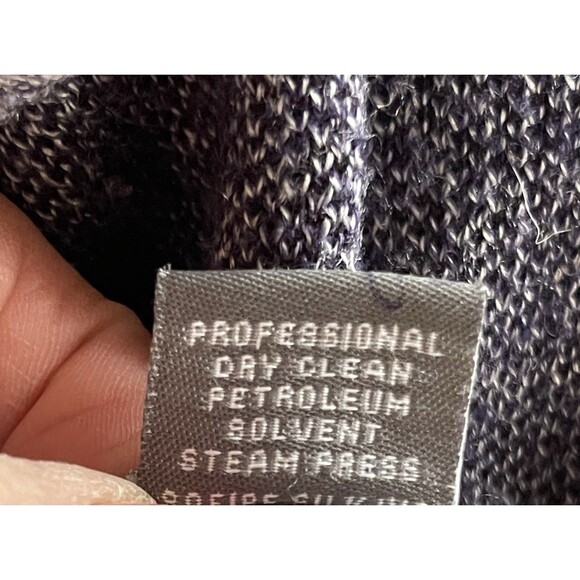 PROFESSIONAL
DRY CLEAN
PETROLEUM
SOLVENT
STEAM PRESS